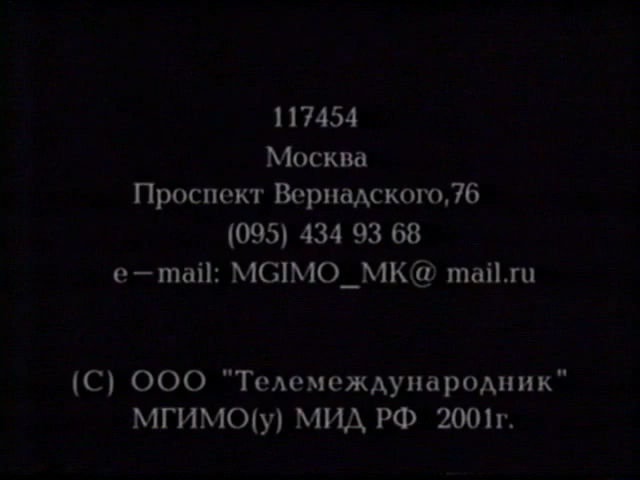 117454
Москва
Проспект Вернадского,76
(095) 434 93 68
e-mail: MGIMO_MK@ mail.ru
(С) ООО "Телемеждународник"
МГИМО(у) МИД РФ 2001г.